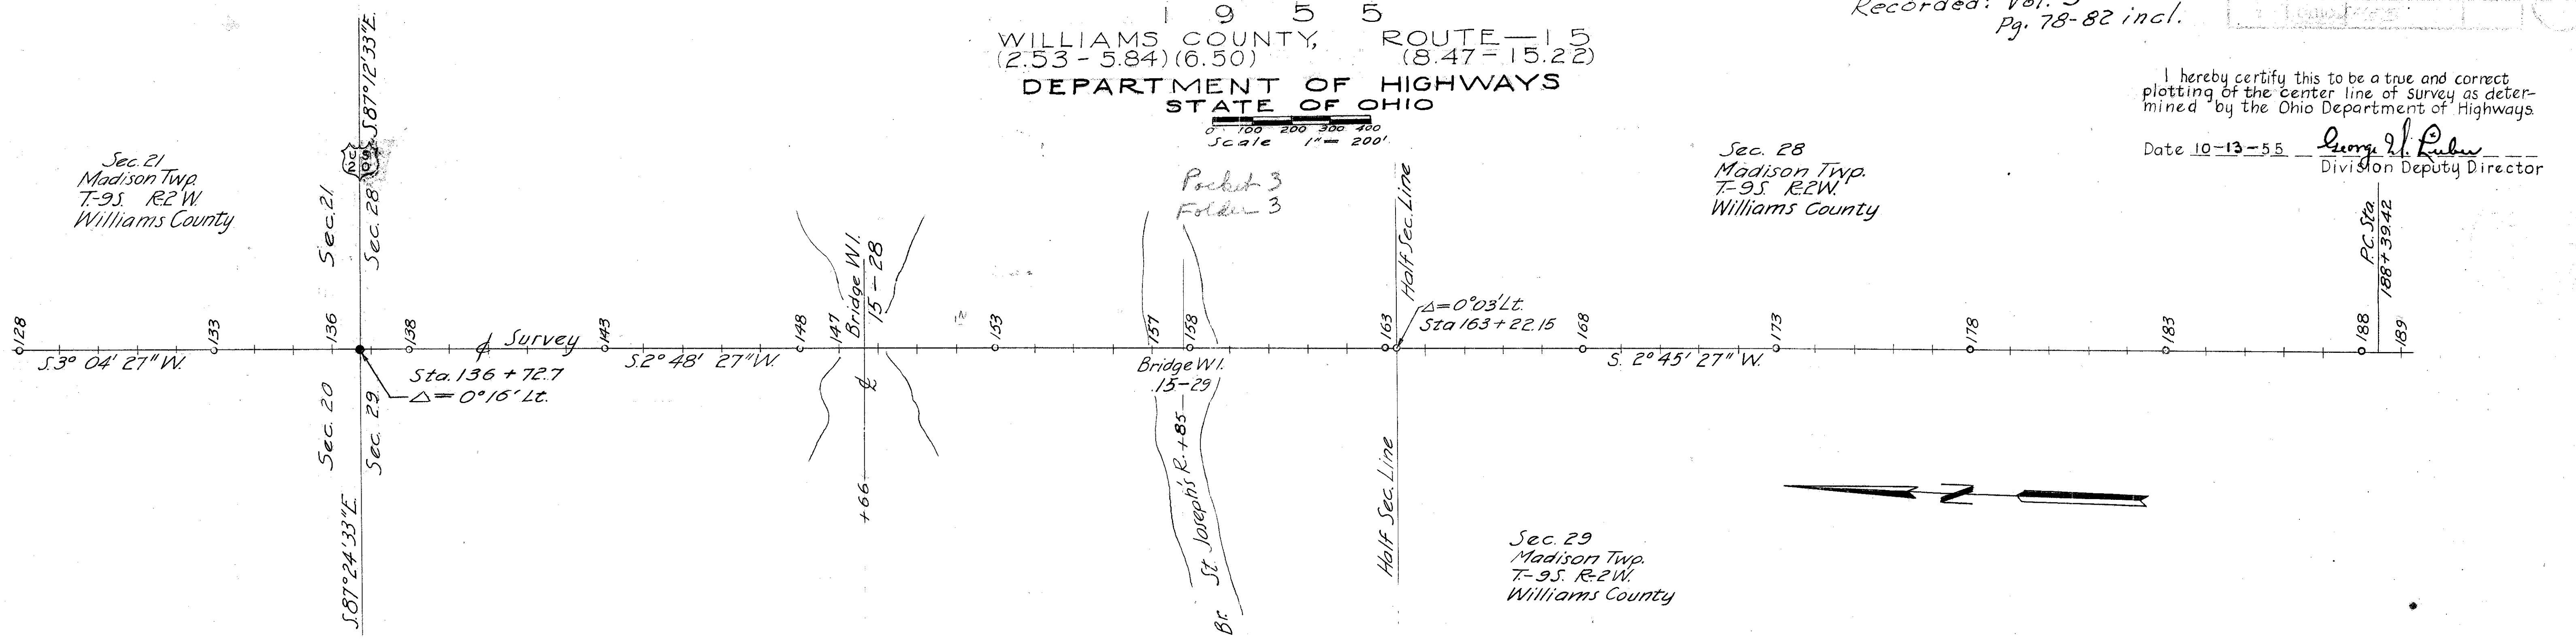 1 9 5 5
WILLIAMS COUNTY, ROUTE—15
(2.53 - 5.84)(6.50) (8.47 - 15.22)
DEPARTMENT OF HIGHWAYS
STATE OF OHIO
0 100 200 300 400
Scale 1" = 200'
Recorded: Vol.
Pg. 78-82 incl.
I hereby certify this to be a true and correct
plotting of the center line of survey as deter-
mined by the Ohio Department of Highways.
Date 10-13-55
Division Deputy Director
Pocket 3
Folder 3
Sec. 21
Madison Twp.
T.-9S. R-2W.
Williams County
S.87°12'33"E.
U S
20
Sec. 21
Sec. 28
Bridge WI.
15-28
Half Sec. Line
Sec. 28
Madison Twp.
T.-9S. R-2W.
Williams County
P.C. Sta.
188+39.42
Δ=0°03' Lt.
Sta 163+22.15
128
133
136
138
℄ Survey
143
148
147
153
157
158
163
168
173
178
183
188
189
S.3° 04' 27" W.
S.2° 48' 27" W.
S. 2° 45' 27" W.
Sta. 136 + 72.7
Δ= 0°16' Lt.
Bridge WI.
15-29
Sec. 20
Sec. 29
S.87°24'33"E.
℄
+66
Br. St. Joseph's R. +85
Half Sec. Line
N
Sec. 29
Madison Twp.
T.-9S. R-2W.
Williams County